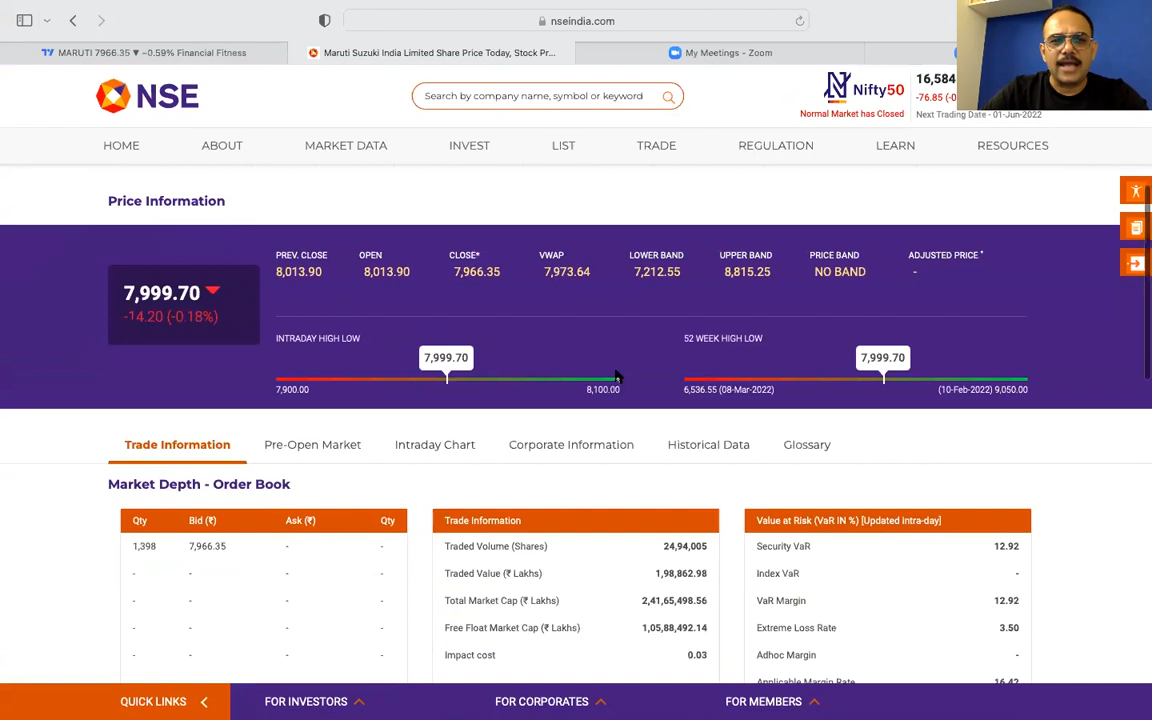 nseindia.com
MARUTI 7966.35 ▼ −0.59% Financial Fitness
Maruti Suzuki India Limited Share Price Today, Stock Pr...
My Meetings - Zoom
NSE
Search by company name, symbol or keyword
Nifty50
16,584
-76.85 (-0
Normal Market has Closed
Next Trading Date - 01-Jun-2022
HOME ABOUT MARKET DATA INVEST LIST TRADE REGULATION LEARN RESOURCES
Price Information
PREV. CLOSE OPEN CLOSE* VWAP LOWER BAND UPPER BAND PRICE BAND ADJUSTED PRICE *
8,013.90 8,013.90 7,966.35 7,973.64 7,212.55 8,815.25 NO BAND -
7,999.70
-14.20 (-0.18%)
INTRADAY HIGH LOW 52 WEEK HIGH LOW
7,999.70 7,999.70
7,900.00 8,100.00 6,536.55 (08-Mar-2022) (10-Feb-2022) 9,050.00
Trade Information Pre-Open Market Intraday Chart Corporate Information Historical Data Glossary
Market Depth - Order Book
Qty Bid (₹) Ask (₹) Qty
1,398 7,966.35 - -
- - - -
- - - -
- - - -
- - - -
Trade Information
Traded Volume (Shares) 24,94,005
Traded Value (₹ Lakhs) 1,98,862.98
Total Market Cap (₹ Lakhs) 2,41,65,498.56
Free Float Market Cap (₹ Lakhs) 1,05,88,492.14
Impact cost 0.03
Value at Risk (VaR IN %) [Updated Intra-day]
Security VaR 12.92
Index VaR -
VaR Margin 12.92
Extreme Loss Rate 3.50
Adhoc Margin -
Applicable Margin Rate 16.42
QUICK LINKS FOR INVESTORS FOR CORPORATES FOR MEMBERS